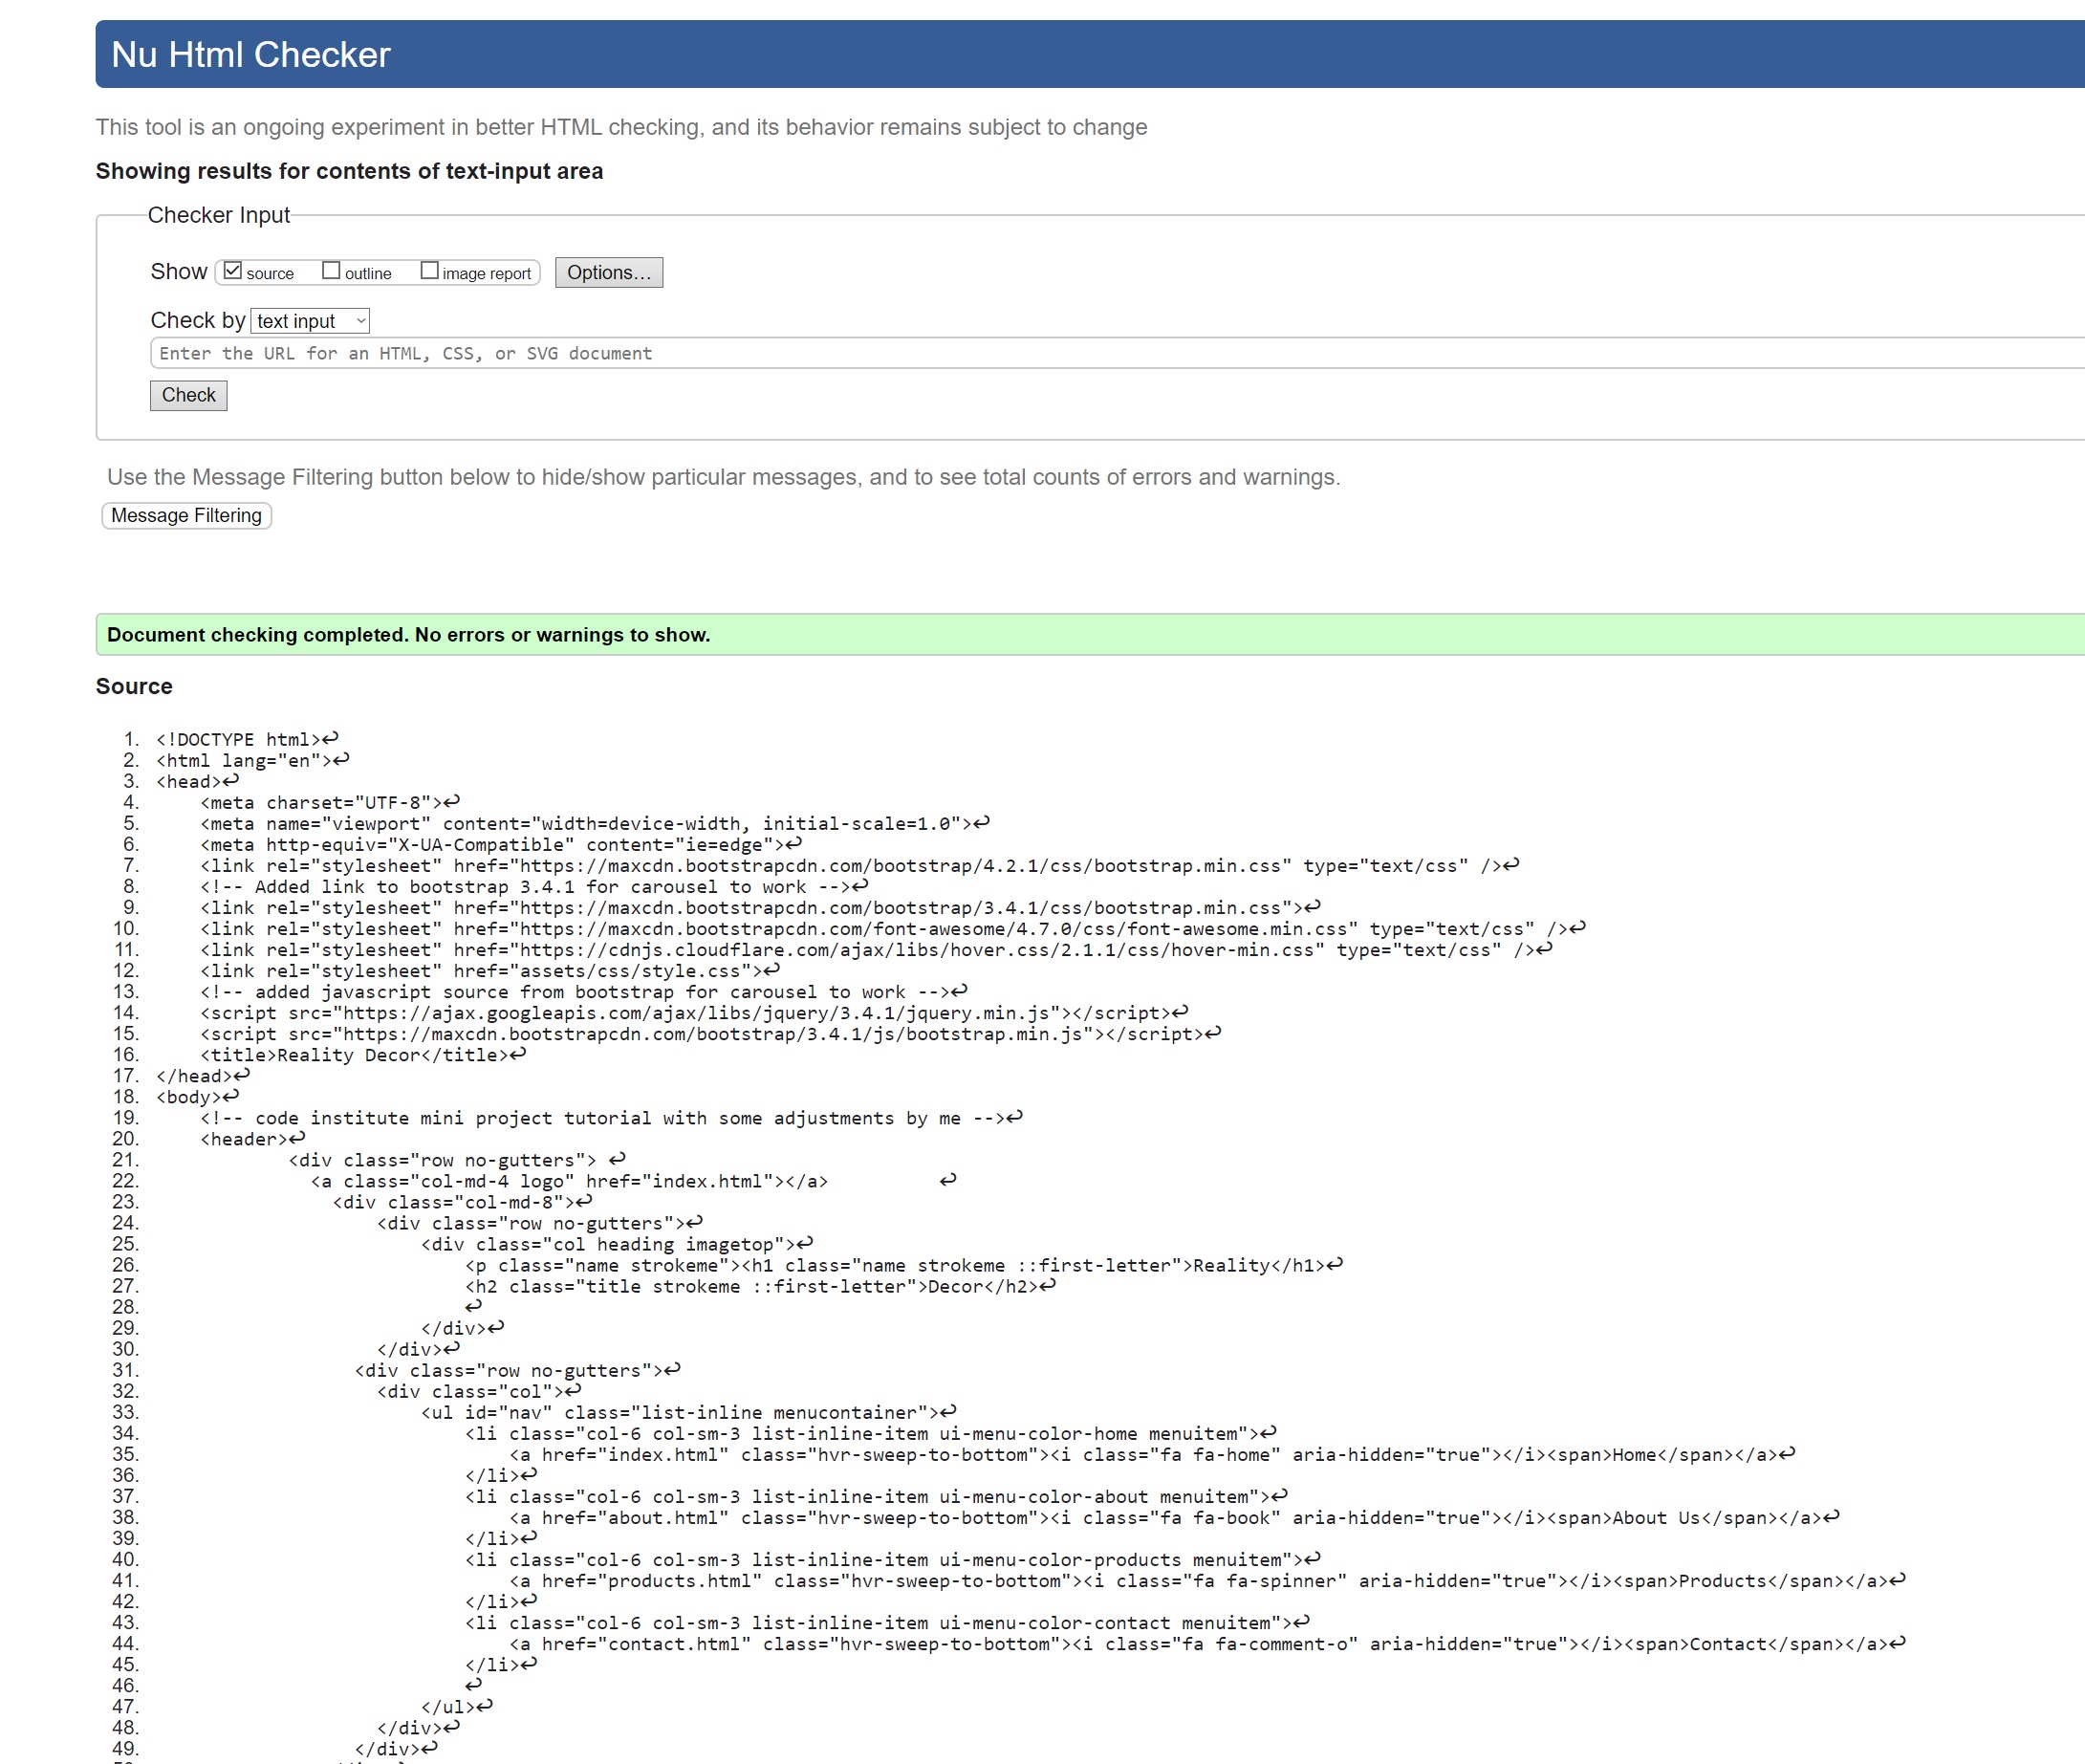 Nu Html Checker
This tool is an ongoing experiment in better HTML checking, and its behavior remains subject to change
Showing results for contents of text-input area
Checker Input
Show source outline image report Options...
Check by text input
Enter the URL for an HTML, CSS, or SVG document
Check
Use the Message Filtering button below to hide/show particular messages, and to see total counts of errors and warnings.
Message Filtering
Document checking completed. No errors or warnings to show.
Source
1. <!DOCTYPE html>↩
2. <html lang="en">↩
3. <head>↩
4.     <meta charset="UTF-8">↩
5.     <meta name="viewport" content="width=device-width, initial-scale=1.0">↩
6.     <meta http-equiv="X-UA-Compatible" content="ie=edge">↩
7.     <link rel="stylesheet" href="https://maxcdn.bootstrapcdn.com/bootstrap/4.2.1/css/bootstrap.min.css" type="text/css" />↩
8.     <!-- Added link to bootstrap 3.4.1 for carousel to work -->↩
9.     <link rel="stylesheet" href="https://maxcdn.bootstrapcdn.com/bootstrap/3.4.1/css/bootstrap.min.css">↩
10.     <link rel="stylesheet" href="https://maxcdn.bootstrapcdn.com/font-awesome/4.7.0/css/font-awesome.min.css" type="text/css" />↩
11.     <link rel="stylesheet" href="https://cdnjs.cloudflare.com/ajax/libs/hover.css/2.1.1/css/hover-min.css" type="text/css" />↩
12.     <link rel="stylesheet" href="assets/css/style.css">↩
13.     <!-- added javascript source from bootstrap for carousel to work -->↩
14.     <script src="https://ajax.googleapis.com/ajax/libs/jquery/3.4.1/jquery.min.js"></script>↩
15.     <script src="https://maxcdn.bootstrapcdn.com/bootstrap/3.4.1/js/bootstrap.min.js"></script>↩
16.     <title>Reality Decor</title>↩
17. </head>↩
18. <body>↩
19.     <!-- code institute mini project tutorial with some adjustments by me -->↩
20.     <header>↩
21.             <div class="row no-gutters"> ↩
22.               <a class="col-md-4 logo" href="index.html"></a>          ↩
23.                 <div class="col-md-8">↩
24.                     <div class="row no-gutters">↩
25.                         <div class="col heading imagetop">↩
26.                             <p class="name strokeme"><h1 class="name strokeme ::first-letter">Reality</h1>↩
27.                             <h2 class="title strokeme ::first-letter">Decor</h2>↩
28.                             ↩
29.                         </div>↩
30.                     </div>↩
31.                   <div class="row no-gutters">↩
32.                     <div class="col">↩
33.                         <ul id="nav" class="list-inline menucontainer">↩
34.                             <li class="col-6 col-sm-3 list-inline-item ui-menu-color-home menuitem">↩
35.                                 <a href="index.html" class="hvr-sweep-to-bottom"><i class="fa fa-home" aria-hidden="true"></i><span>Home</span></a>↩
36.                             </li>↩
37.                             <li class="col-6 col-sm-3 list-inline-item ui-menu-color-about menuitem">↩
38.                                 <a href="about.html" class="hvr-sweep-to-bottom"><i class="fa fa-book" aria-hidden="true"></i><span>About Us</span></a>↩
39.                             </li>↩
40.                             <li class="col-6 col-sm-3 list-inline-item ui-menu-color-products menuitem">↩
41.                                 <a href="products.html" class="hvr-sweep-to-bottom"><i class="fa fa-spinner" aria-hidden="true"></i><span>Products</span></a>↩
42.                             </li>↩
43.                             <li class="col-6 col-sm-3 list-inline-item ui-menu-color-contact menuitem">↩
44.                                 <a href="contact.html" class="hvr-sweep-to-bottom"><i class="fa fa-comment-o" aria-hidden="true"></i><span>Contact</span></a>↩
45.                             </li>↩
46.                             ↩
47.                         </ul>↩
48.                     </div>↩
49.                   </div>↩